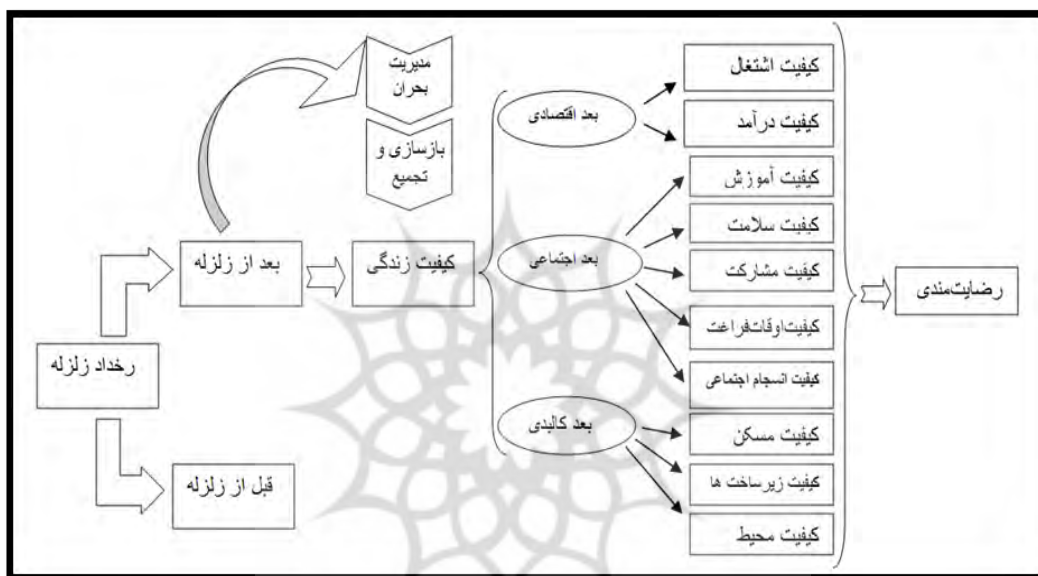 مدیریت
بحران
بازسازی و
تجمیع
رخداد زلزله
بعد از زلزله
قبل از زلزله
کیفیت زندگی
بعد اقتصادی
بعد اجتماعی
بعد کالبدی
کیفیت اشتغال
کیفیت درآمد
کیفیت آموزش
کیفیت سلامت
کیفیت مشارکت
کیفیت اوقات فراغت
کیفیت انسجام اجتماعی
کیفیت مسکن
کیفیت زیرساخت ها
کیفیت محیط
رضایت‌مندی